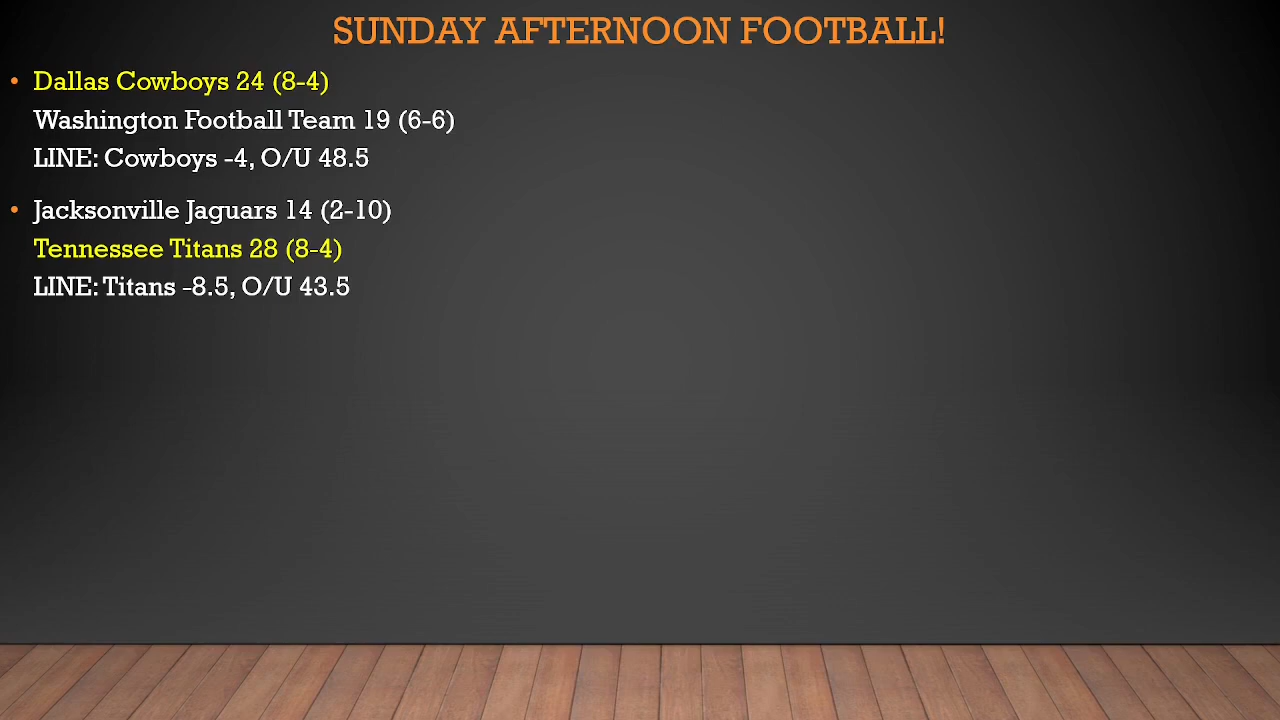 SUNDAY AFTERNOON FOOTBALL!
• Dallas Cowboys 24 (8-4)
Washington Football Team 19 (6-6)
LINE: Cowboys -4, O/U 48.5
• Jacksonville Jaguars 14 (2-10)
Tennessee Titans 28 (8-4)
LINE: Titans -8.5, O/U 43.5